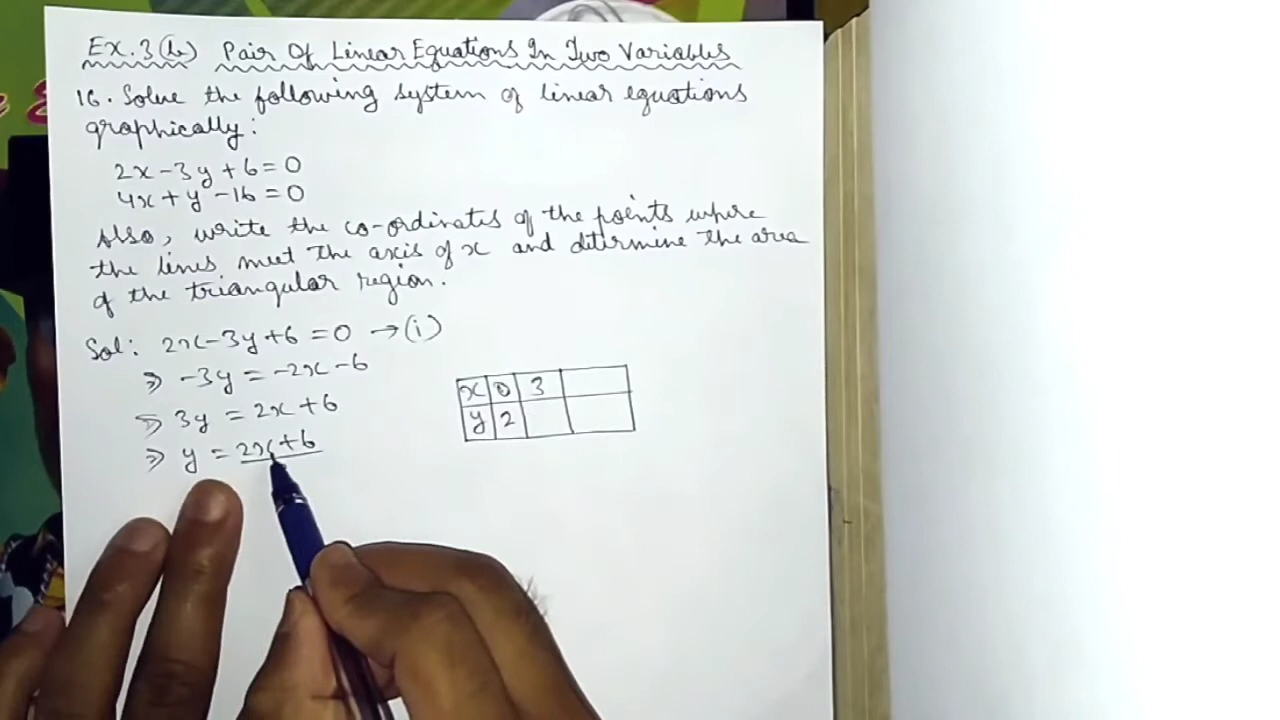 Ex. 3(b) Pair Of Linear Equations In Two Variables
16. Solve the following system of linear equations
graphically:
2x-3y+6=0
4x+y-16=0
Also, write the co-ordinates of the points where
the lines meet the axis of x and ditermine the area
of the triangular region.
Sol: 2x-3y+6=0 →(i)
⇒ -3y = -2x-6
⇒ 3y = 2x+6
⇒ y = 2x+6
x 0 3
y 2